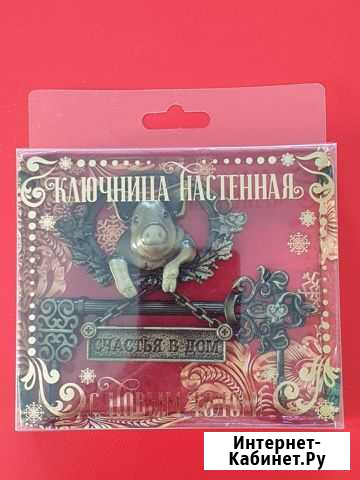 КЛЮЧНИЦА НАСТЕННАЯ
СЧАСТЬЯ В ДОМ
С НОВЫМ ГОДОМ!
Интернет-
Кабинет.Ру